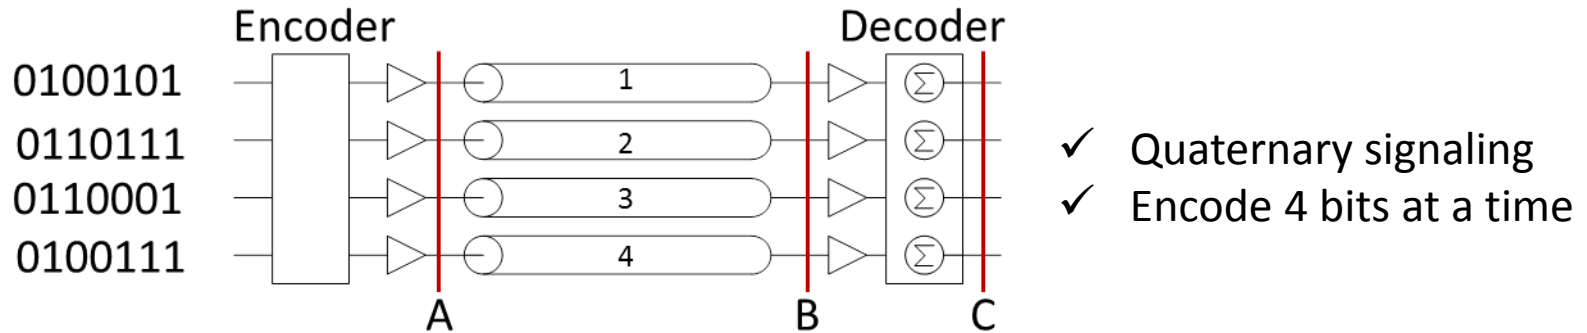 Encoder
Decoder
0100101
1
Σ
0110111
2
Σ
✓ Quaternary signaling
0110001
3
Σ
✓ Encode 4 bits at a time
0100111
4
Σ
A
B
C